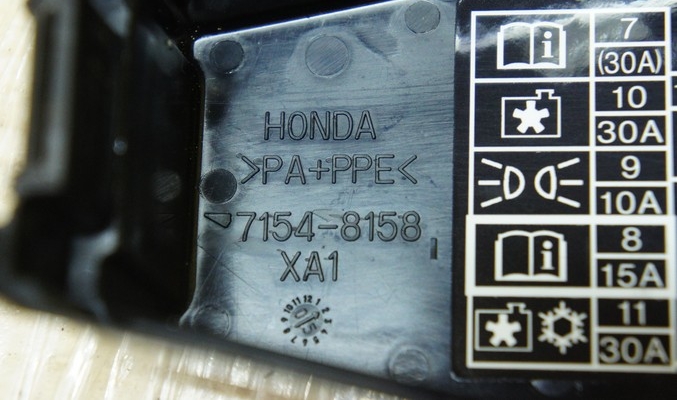 HONDA
>PA+PPE<
7154-8158
XA1
7
(30A)
10
30A
9
10A
8
15A
11
30A